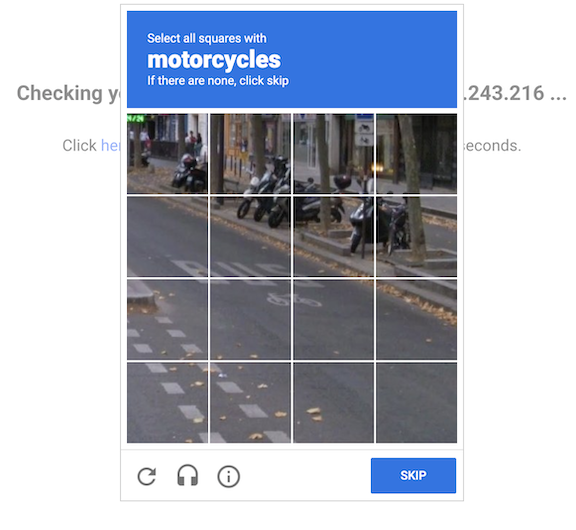 Select all squares with
motorcycles
If there are none, click skip
Checking
.243.216 ...
Click
seconds.
SKIP